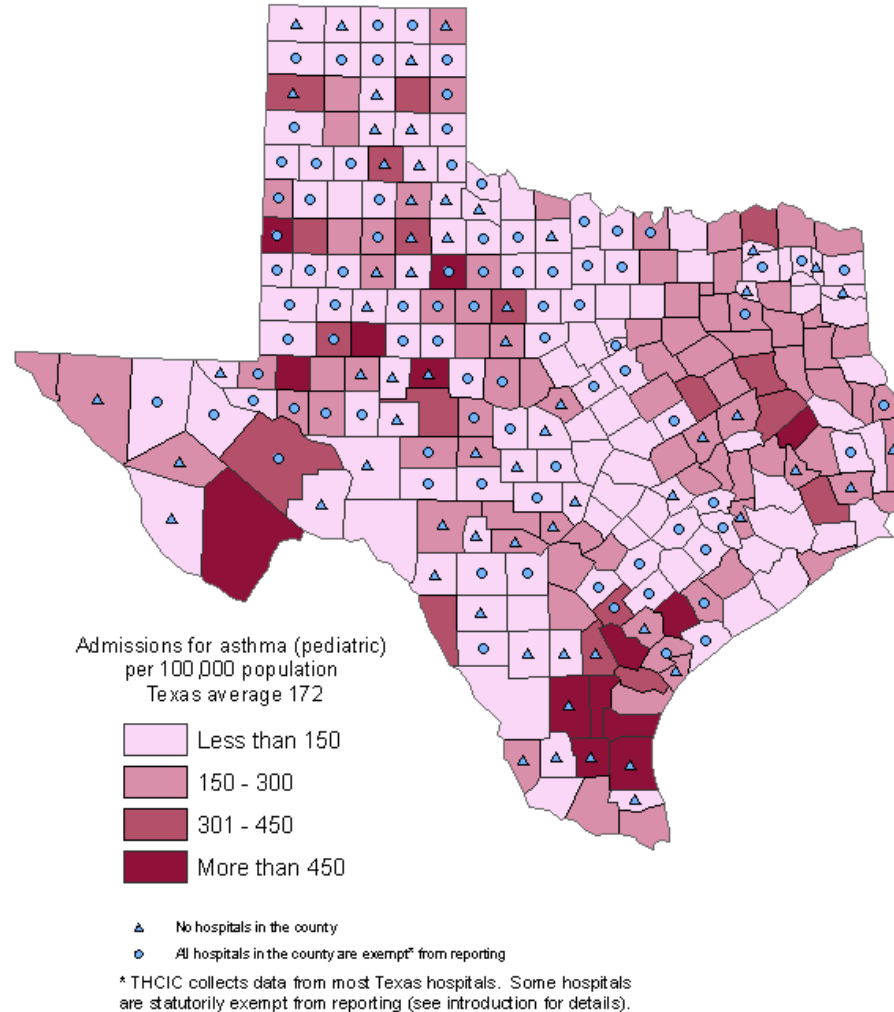 Admissions for asthma (pediatric)
per 100,000 population
Texas average 172
Less than 150
150 - 300
301 - 450
More than 450
No hospitals in the county
All hospitals in the county are exempt* from reporting
* THCIC collects data from most Texas hospitals. Some hospitals
are statutorily exempt from reporting (see introduction for details).